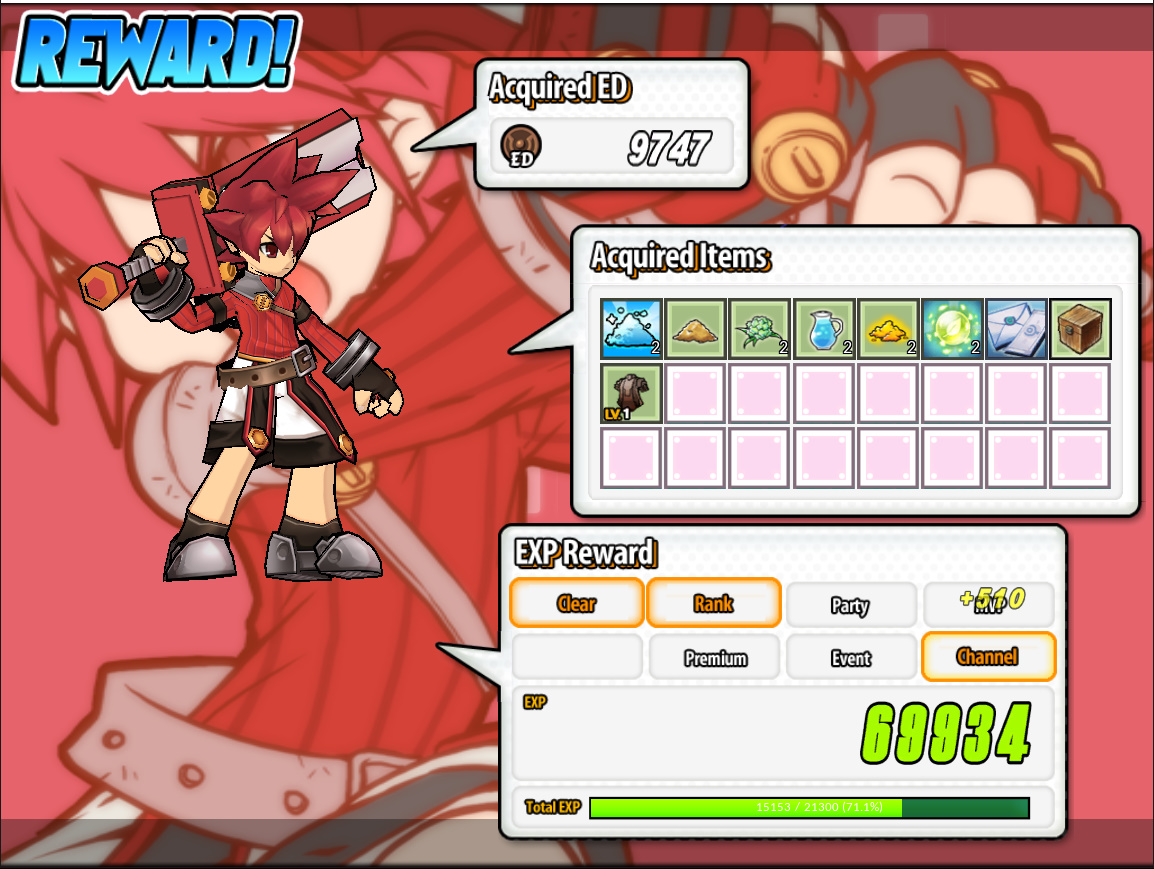 REWARD!
Acquired ED
ED 9747
Acquired Items
2 2 2 2 2
LV.1
EXP Reward
Clear Rank Party +510
Premium Event Channel
EXP
69934
Total EXP 15153 / 21300 (71.1%)